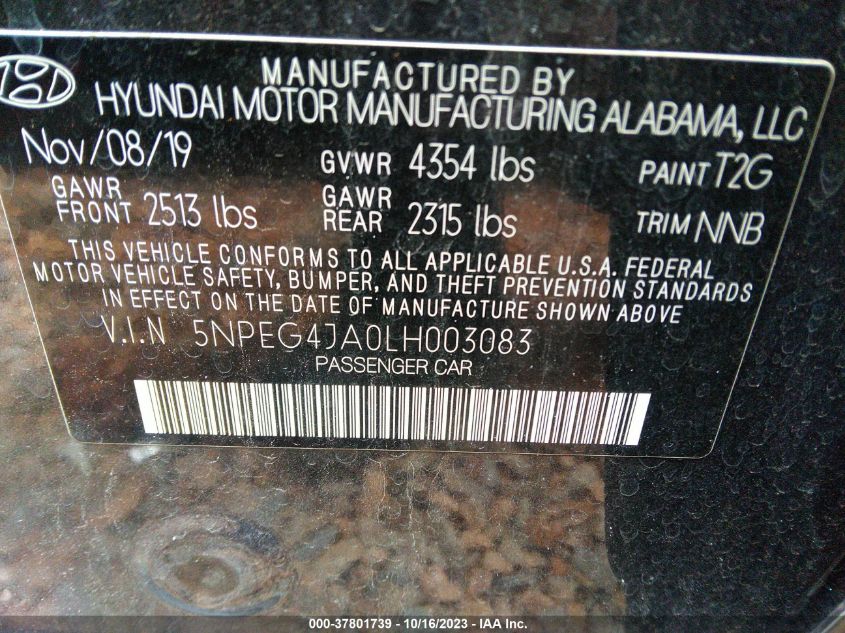 MANUFACTURED BY
HYUNDAI MOTOR MANUFACTURING ALABAMA, LLC
Nov/08/19 GVWR 4354 lbs PAINT T2G
GAWR FRONT 2513 lbs GAWR REAR 2315 lbs TRIM NNB
THIS VEHICLE CONFORMS TO ALL APPLICABLE U.S.A. FEDERAL
MOTOR VEHICLE SAFETY, BUMPER, AND THEFT PREVENTION STANDARDS
IN EFFECT ON THE DATE OF MANUFACTURE SHOWN ABOVE
V.I.N 5NPEG4JA0LH003083
PASSENGER CAR
000-37801739 - 10/16/2023 - IAA Inc.